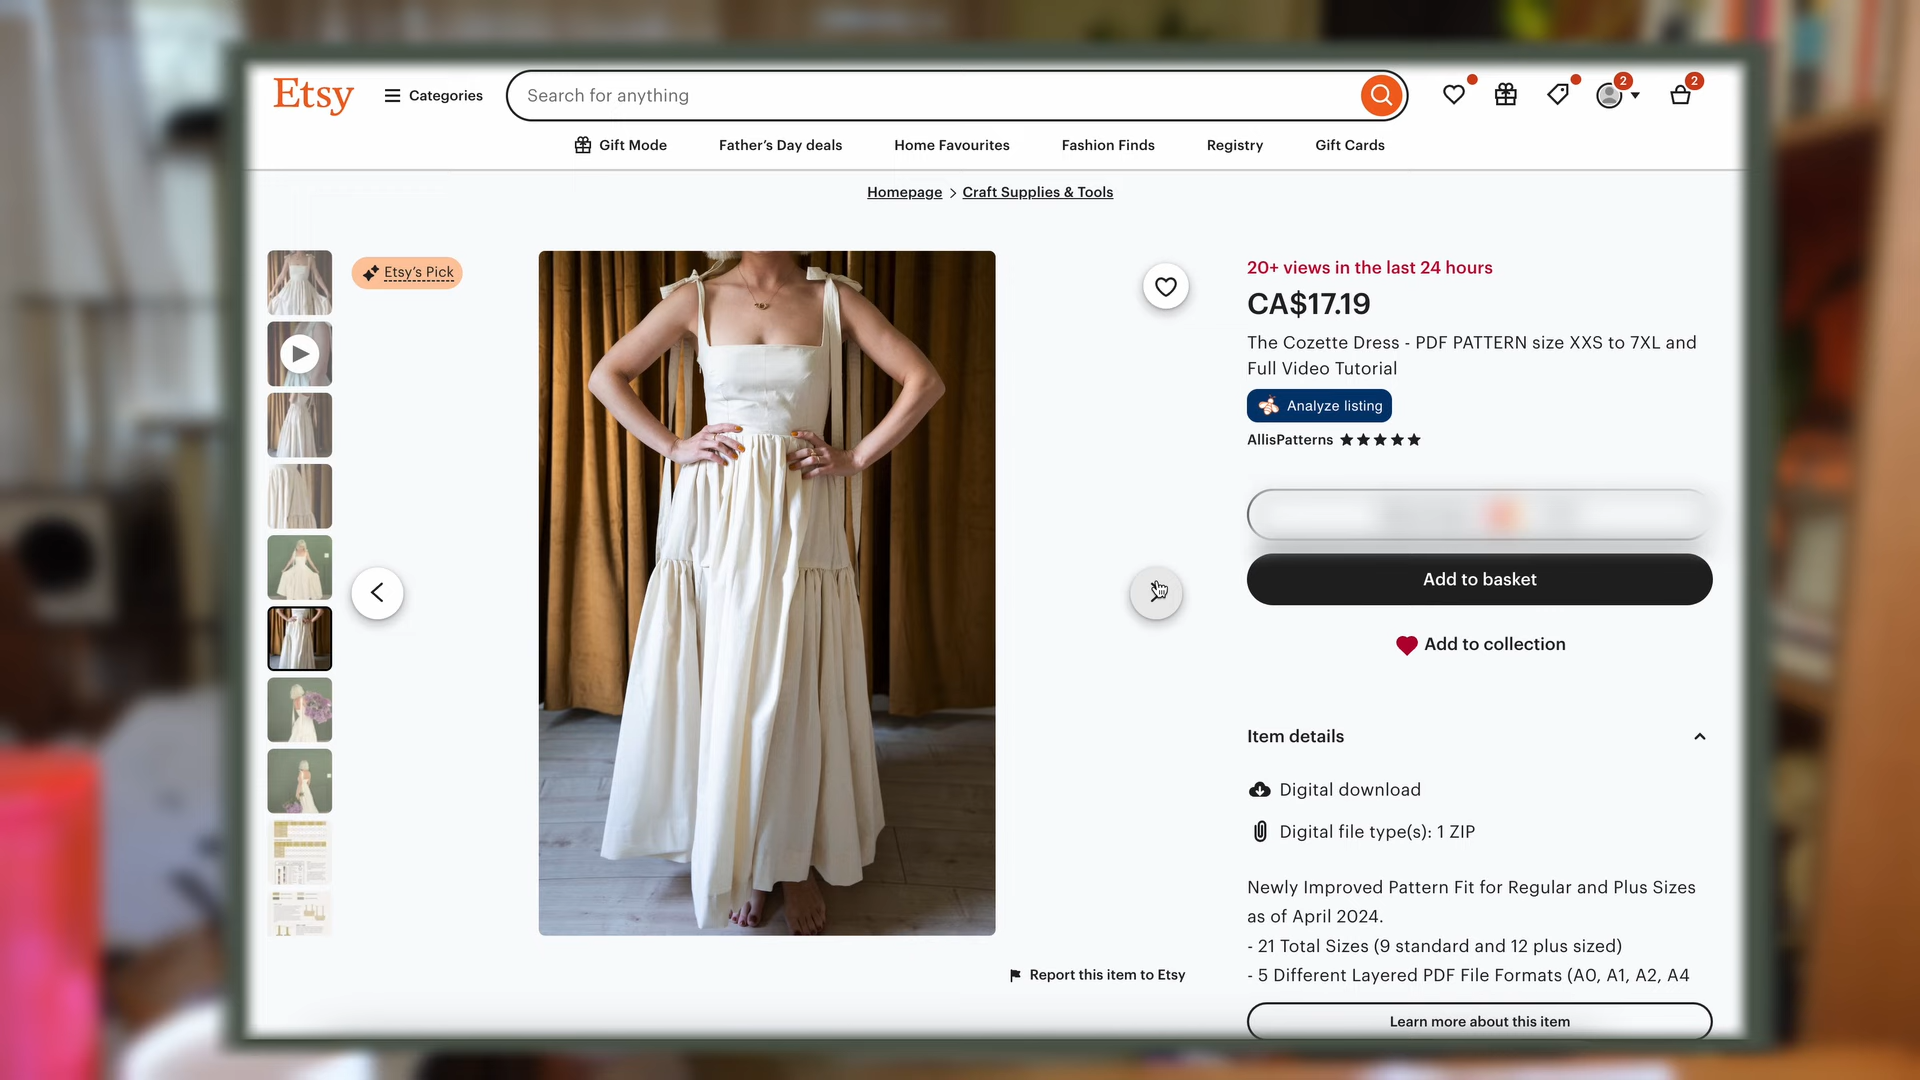 Etsy
Categories
Search for anything
2
2
Gift Mode
Father's Day deals
Home Favourites
Fashion Finds
Registry
Gift Cards
Homepage > Craft Supplies & Tools
Etsy's Pick
20+ views in the last 24 hours
CA$17.19
The Cozette Dress - PDF PATTERN size XXS to 7XL and
Full Video Tutorial
Analyze listing
AllisPatterns
Add to basket
Add to collection
Item details
Digital download
Digital file type(s): 1 ZIP
Newly Improved Pattern Fit for Regular and Plus Sizes
as of April 2024.
- 21 Total Sizes (9 standard and 12 plus sized)
- 5 Different Layered PDF File Formats (A0, A1, A2, A4
Report this item to Etsy
Learn more about this item